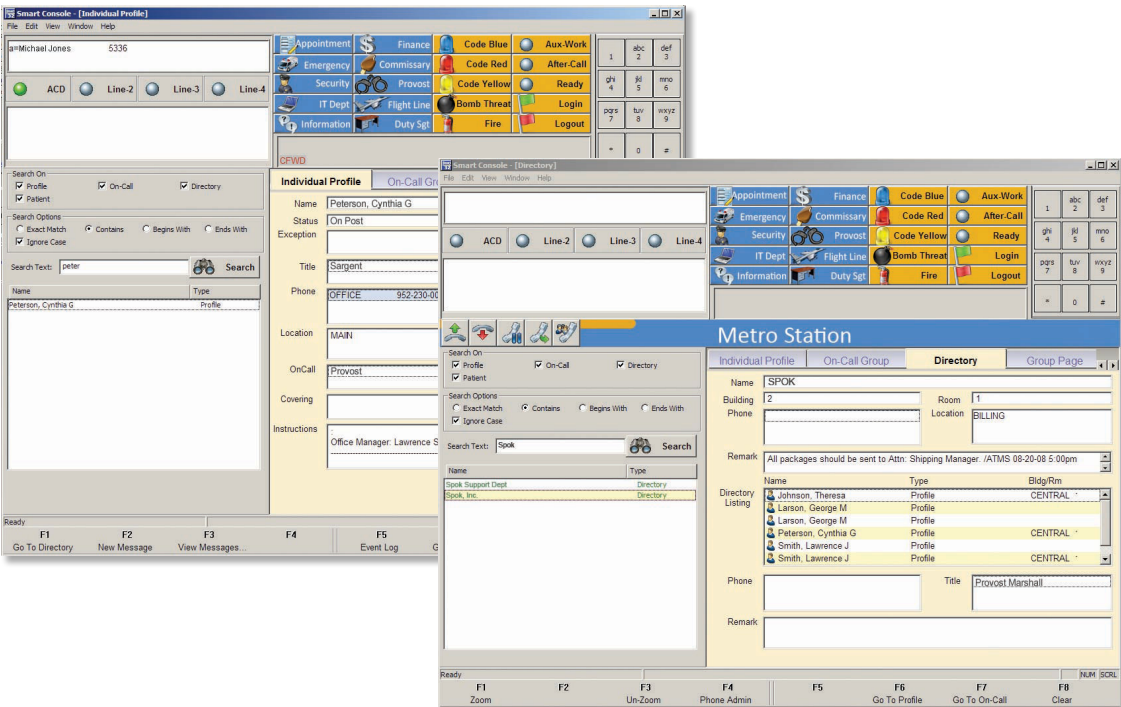 Smart Console - [Individual Profile]
File Edit View Window Help
a=Michael Jones 5336
Appointment Finance Code Blue Aux-Work
Emergency Commissary Code Red After-Call
Security Provost Code Yellow Ready
IT Dept Flight Line Bomb Threat Login
Information Duty Sgt Fire Logout
1 abc 2 def 3
ghi 4 jkl 5 mno 6
pqrs 7 tuv 8 wxyz 9
* 0 #
ACD Line-2 Line-3 Line-4
CFWD
Search On
Profile On-Call Directory
Patient
Search Options
Exact Match Contains Begins With Ends With
Ignore Case
Search Text: peter Search
Name Type
Peterson, Cynthia G Profile
Individual Profile On-Call Gro
Name Peterson, Cynthia G
Status On Post
Exception
Title Sargent
Phone OFFICE 952-230-00
Location MAIN
OnCall Provost
Covering
Instructions :
Office Manager: Lawrence S
Ready
F1 F2 F3 F4 F5
Go To Directory New Message View Messages... Event Log G
Smart Console - [Directory]
File Edit View Window Help
Appointment Finance Code Blue Aux-Work
Emergency Commissary Code Red After-Call
Security Provost Code Yellow Ready
IT Dept Flight Line Bomb Threat Login
Information Duty Sgt Fire Logout
1 abc 2 def 3
ghi 4 jkl 5 mno 6
pqrs 7 tuv 8 wxyz 9
* 0 #
ACD Line-2 Line-3 Line-4
Metro Station
Search On
Profile On-Call Directory
Patient
Search Options
Exact Match Contains Begins With Ends With
Ignore Case
Search Text: Spok Search
Name Type
Spok Support Dept Directory
Spok, Inc. Directory
Individual Profile On-Call Group Directory Group Page
Name SPOK
Building 2 Room 1
Phone Location BILLING
Remark All packages should be sent to Attn: Shipping Manager. /ATMS 08-20-08 5:00pm
Name Type Bldg/Rm
Directory Listing
Johnson, Theresa Profile CENTRAL
Larson, George M Profile
Larson, George M Profile
Peterson, Cynthia G Profile CENTRAL
Smith, Lawrence J Profile
Smith, Lawrence J Profile CENTRAL
Phone Title Provost Marshall
Remark
Ready NUM SCRL
F1 F2 F3 F4 F5 F6 F7 F8
Zoom Un-Zoom Phone Admin Go To Profile Go To On-Call Clear